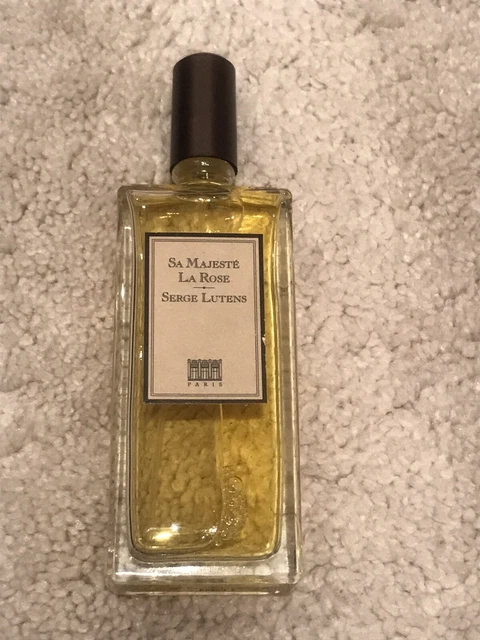 Sa Majesté
La Rose
Serge Lutens
PARIS